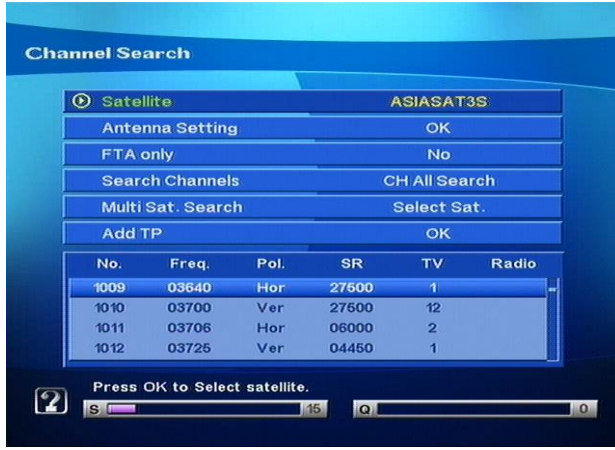 Channel Search
Satellite ASIASAT3S
Antenna Setting OK
FTA only No
Search Channels CH All Search
Multi Sat. Search Select Sat.
Add TP OK
No. Freq. Pol. SR TV Radio
1009 03640 Hor 27500 1
1010 03700 Ver 27500 12
1011 03706 Hor 06000 2
1012 03725 Ver 04450 1
Press OK to Select satellite.
? S 15 Q 0